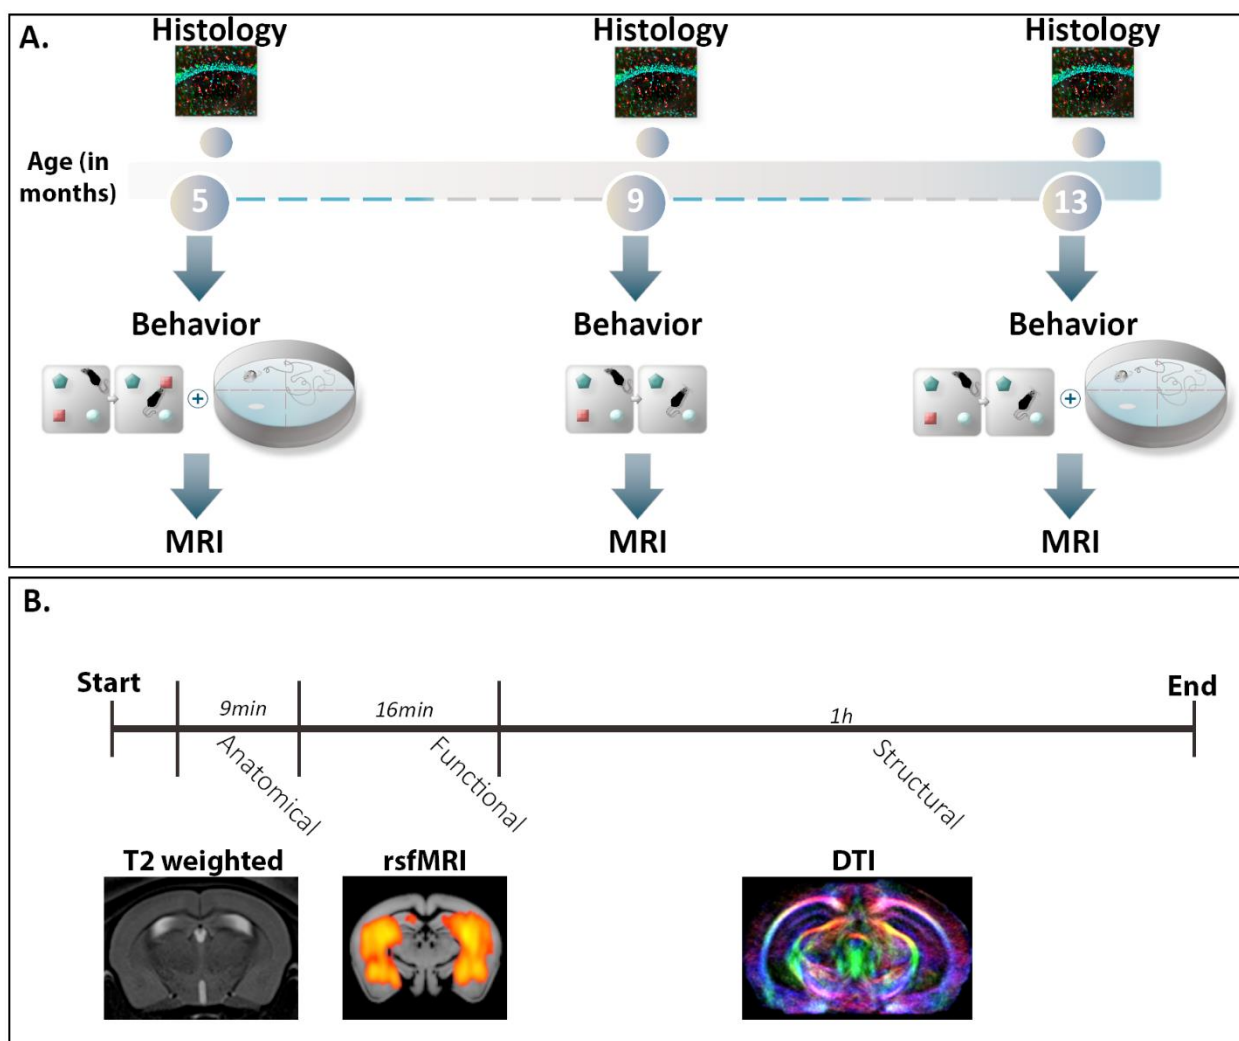 A.
Histology
Histology
Histology
Age (in
months)
5
9
13
Behavior
Behavior
Behavior
+
+
MRI
MRI
MRI
B.
Start
End
9min
16min
1h
Anatomical
Functional
Structural
T2 weighted
rsfMRI
DTI